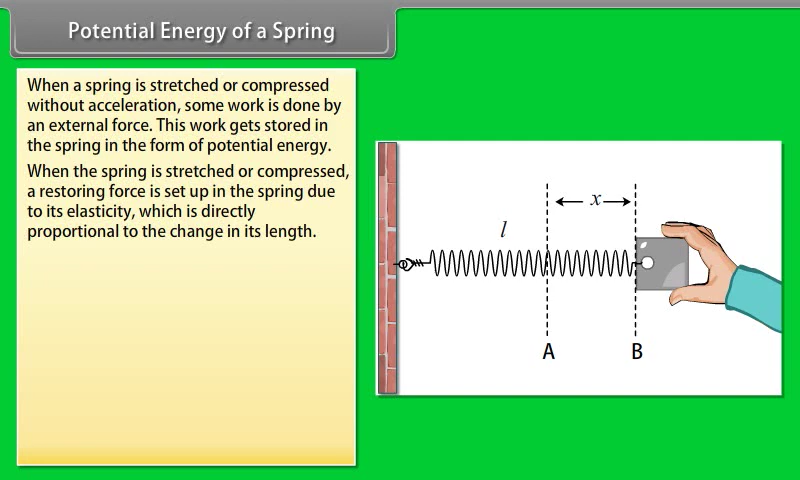 Potential Energy of a Spring
When a spring is stretched or compressed
without acceleration, some work is done by
an external force. This work gets stored in
the spring in the form of potential energy.
When the spring is stretched or compressed,
a restoring force is set up in the spring due
to its elasticity, which is directly
proportional to the change in its length.
x
l
A B